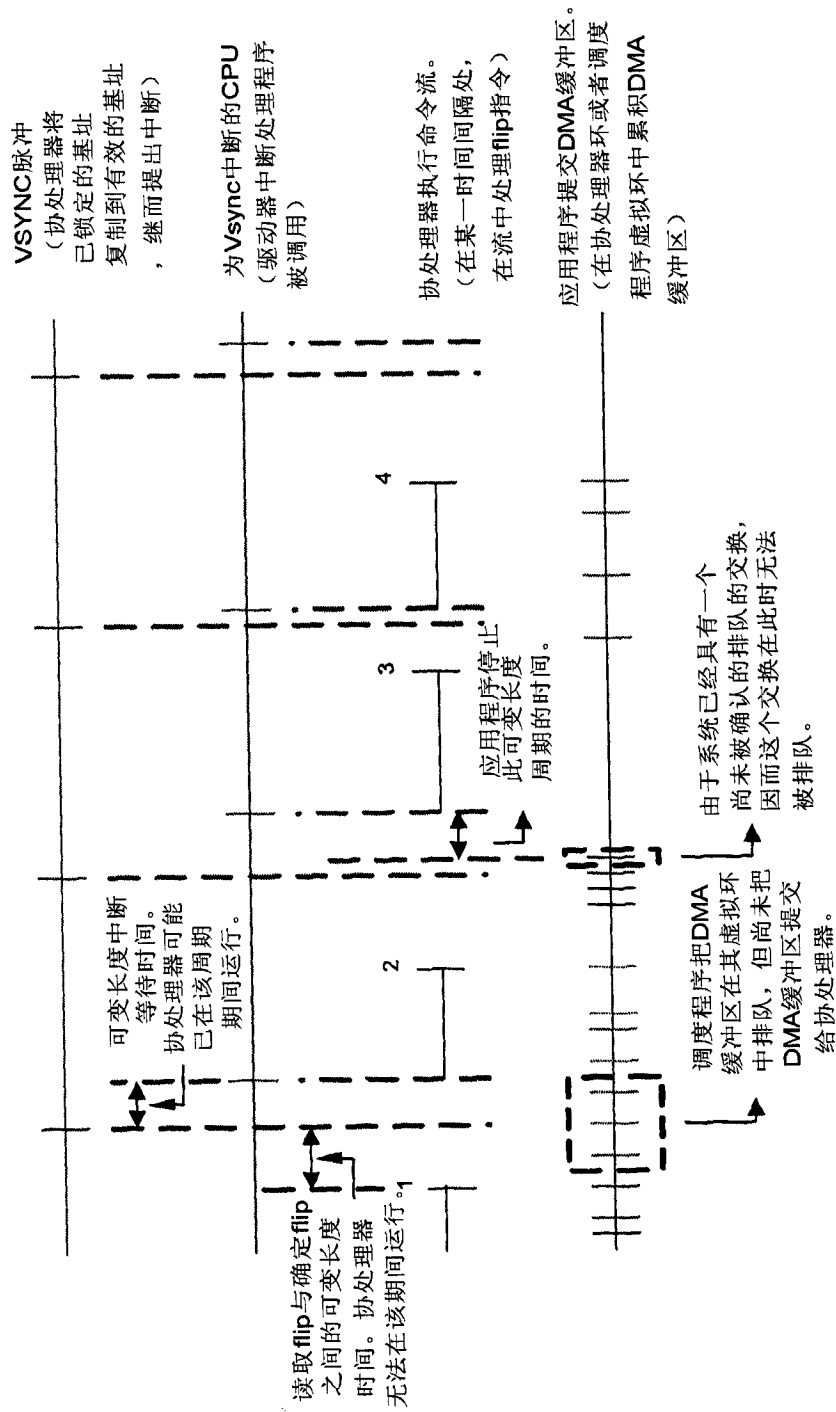 VSYNC脉冲
（协处理器将
已锁定的基址
复制到有效的基址
，继而提出中断）
为Vsync中断的CPU
（驱动器中断处理程序
被调用）
协处理器执行命令流。
（在某一时间间隔处，
在流中处理flip指令）
应用程序提交DMA缓冲区。
（在协处理器环或者调度
程序虚拟环中累积DMA
缓冲区）
可变长度中断
等待时间。
协处理器可能
已在该周期
期间运行。
读取flip与确定flip
之间的可变长度
时间。协处理器
无法在该期间运行。
1
2
3
4
应用程序停止
此可变长度
周期的时间。
调度程序把DMA
缓冲区在其虚拟环
中排队，但尚未把
DMA缓冲区提交
给协处理器。
由于系统已经具有一个
尚未被确认的排队的交换，
因而这个交换在此时无法
被排队。